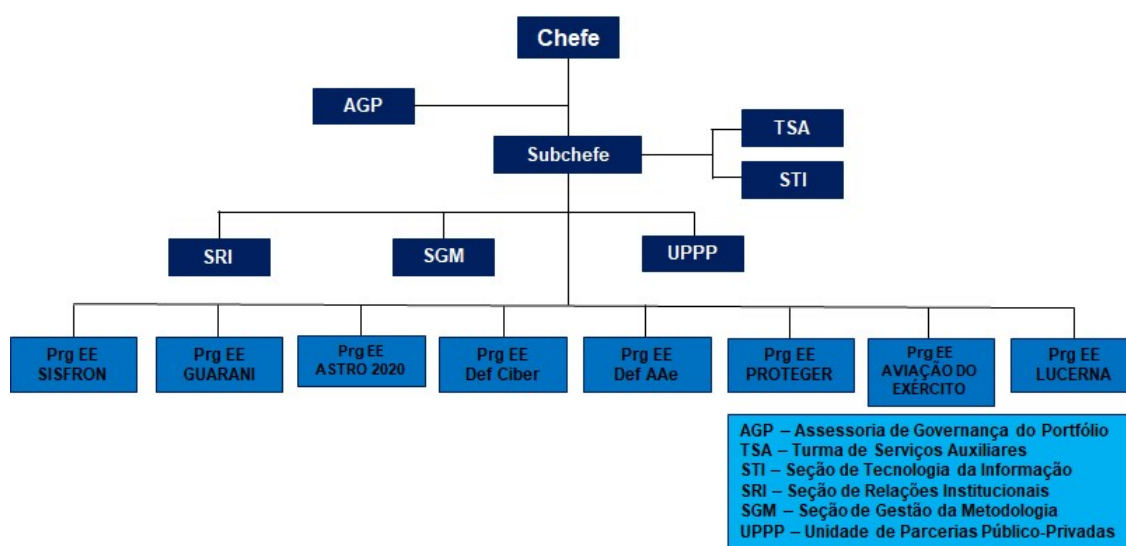 Chefe
AGP
TSA
Subchefe
STI
SRI
SGM
UPPP
Prg EE
SISFRON
Prg EE
GUARANI
Prg EE
ASTRO 2020
Prg EE
Def Ciber
Prg EE
Def AAe
Prg EE
PROTEGER
Prg EE
AVIAÇÃO DO
EXÉRCITO
Prg EE
LUCERNA
AGP – Assessoria de Governança do Portfólio
TSA – Turma de Serviços Auxiliares
STI – Seção de Tecnologia da Informação
SRI – Seção de Relações Institucionais
SGM – Seção de Gestão da Metodologia
UPPP – Unidade de Parcerias Público-Privadas